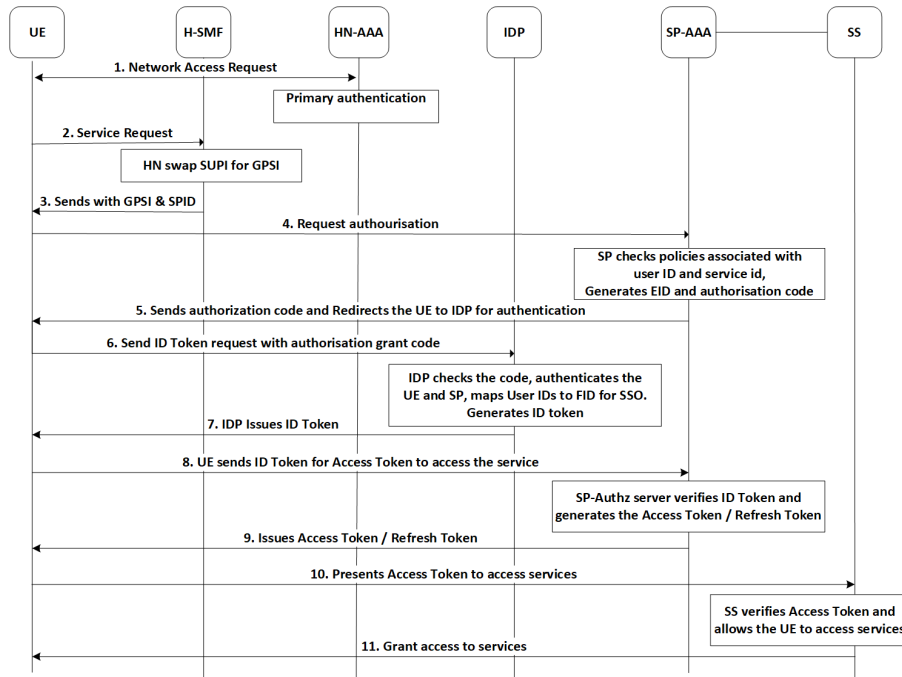 UE
H-SMF
HN-AAA
IDP
SP-AAA
SS
1. Network Access Request
Primary authentication
2. Service Request
HN swap SUPI for GPSI
3. Sends with GPSI & SPID
4. Request authourisation
SP checks policies associated with
user ID and service id,
Generates EID and authorisation code
5. Sends authorization code and Redirects the UE to IDP for authentication
6. Send ID Token request with authorisation grant code
IDP checks the code, authenticates the
UE and SP, maps User IDs to FID for SSO.
Generates ID token
7. IDP Issues ID Token
8. UE sends ID Token for Access Token to access the service
SP-Authz server verifies ID Token and
generates the Access Token / Refresh Token
9. Issues Access Token / Refresh Token
10. Presents Access Token to access services
SS verifies Access Token and
allows the UE to access services
11. Grant access to services